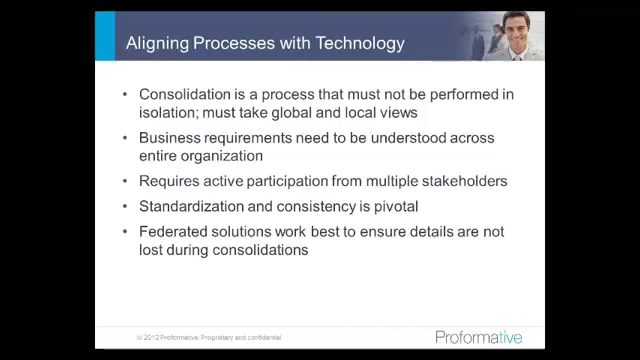 Aligning Processes with Technology
• Consolidation is a process that must not be performed in
isolation; must take global and local views
• Business requirements need to be understood across
entire organization
• Requires active participation from multiple stakeholders
• Standardization and consistency is pivotal
• Federated solutions work best to ensure details are not
lost during consolidations
© 2012 Proformative. Proprietary and confidential
Proformative